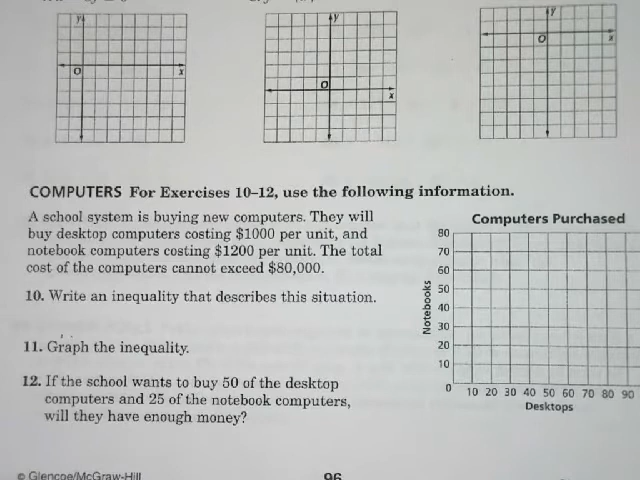 y
y
y
O
x
O
x
O
x
COMPUTERS For Exercises 10–12, use the following information.
A school system is buying new computers. They will
buy desktop computers costing $1000 per unit, and
notebook computers costing $1200 per unit. The total
cost of the computers cannot exceed $80,000.
10. Write an inequality that describes this situation.
11. Graph the inequality.
12. If the school wants to buy 50 of the desktop
computers and 25 of the notebook computers,
will they have enough money?
Computers Purchased
80
70
60
50
40
30
20
10
0
Notebooks
10 20 30 40 50 60 70 80 90
Desktops
© Glencoe/McGraw-Hill
96